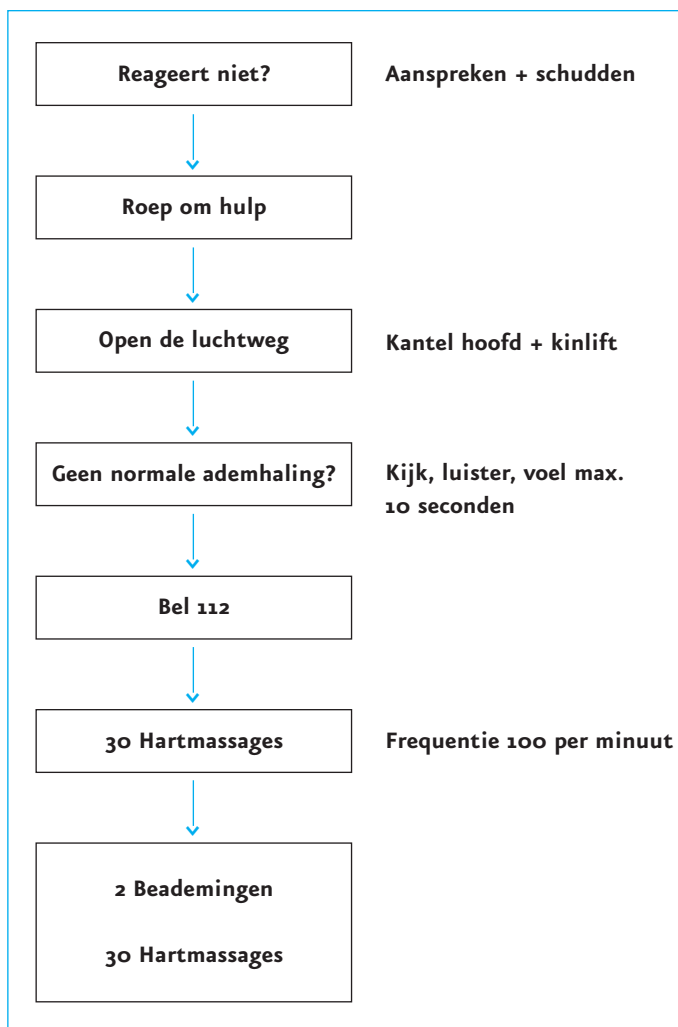 Reageert niet?
Aanspreken + schudden
Roep om hulp
Open de luchtweg
Kantel hoofd + kinlift
Geen normale ademhaling?
Kijk, luister, voel max.
10 seconden
Bel 112
30 Hartmassages
Frequentie 100 per minuut
2 Beademingen
30 Hartmassages